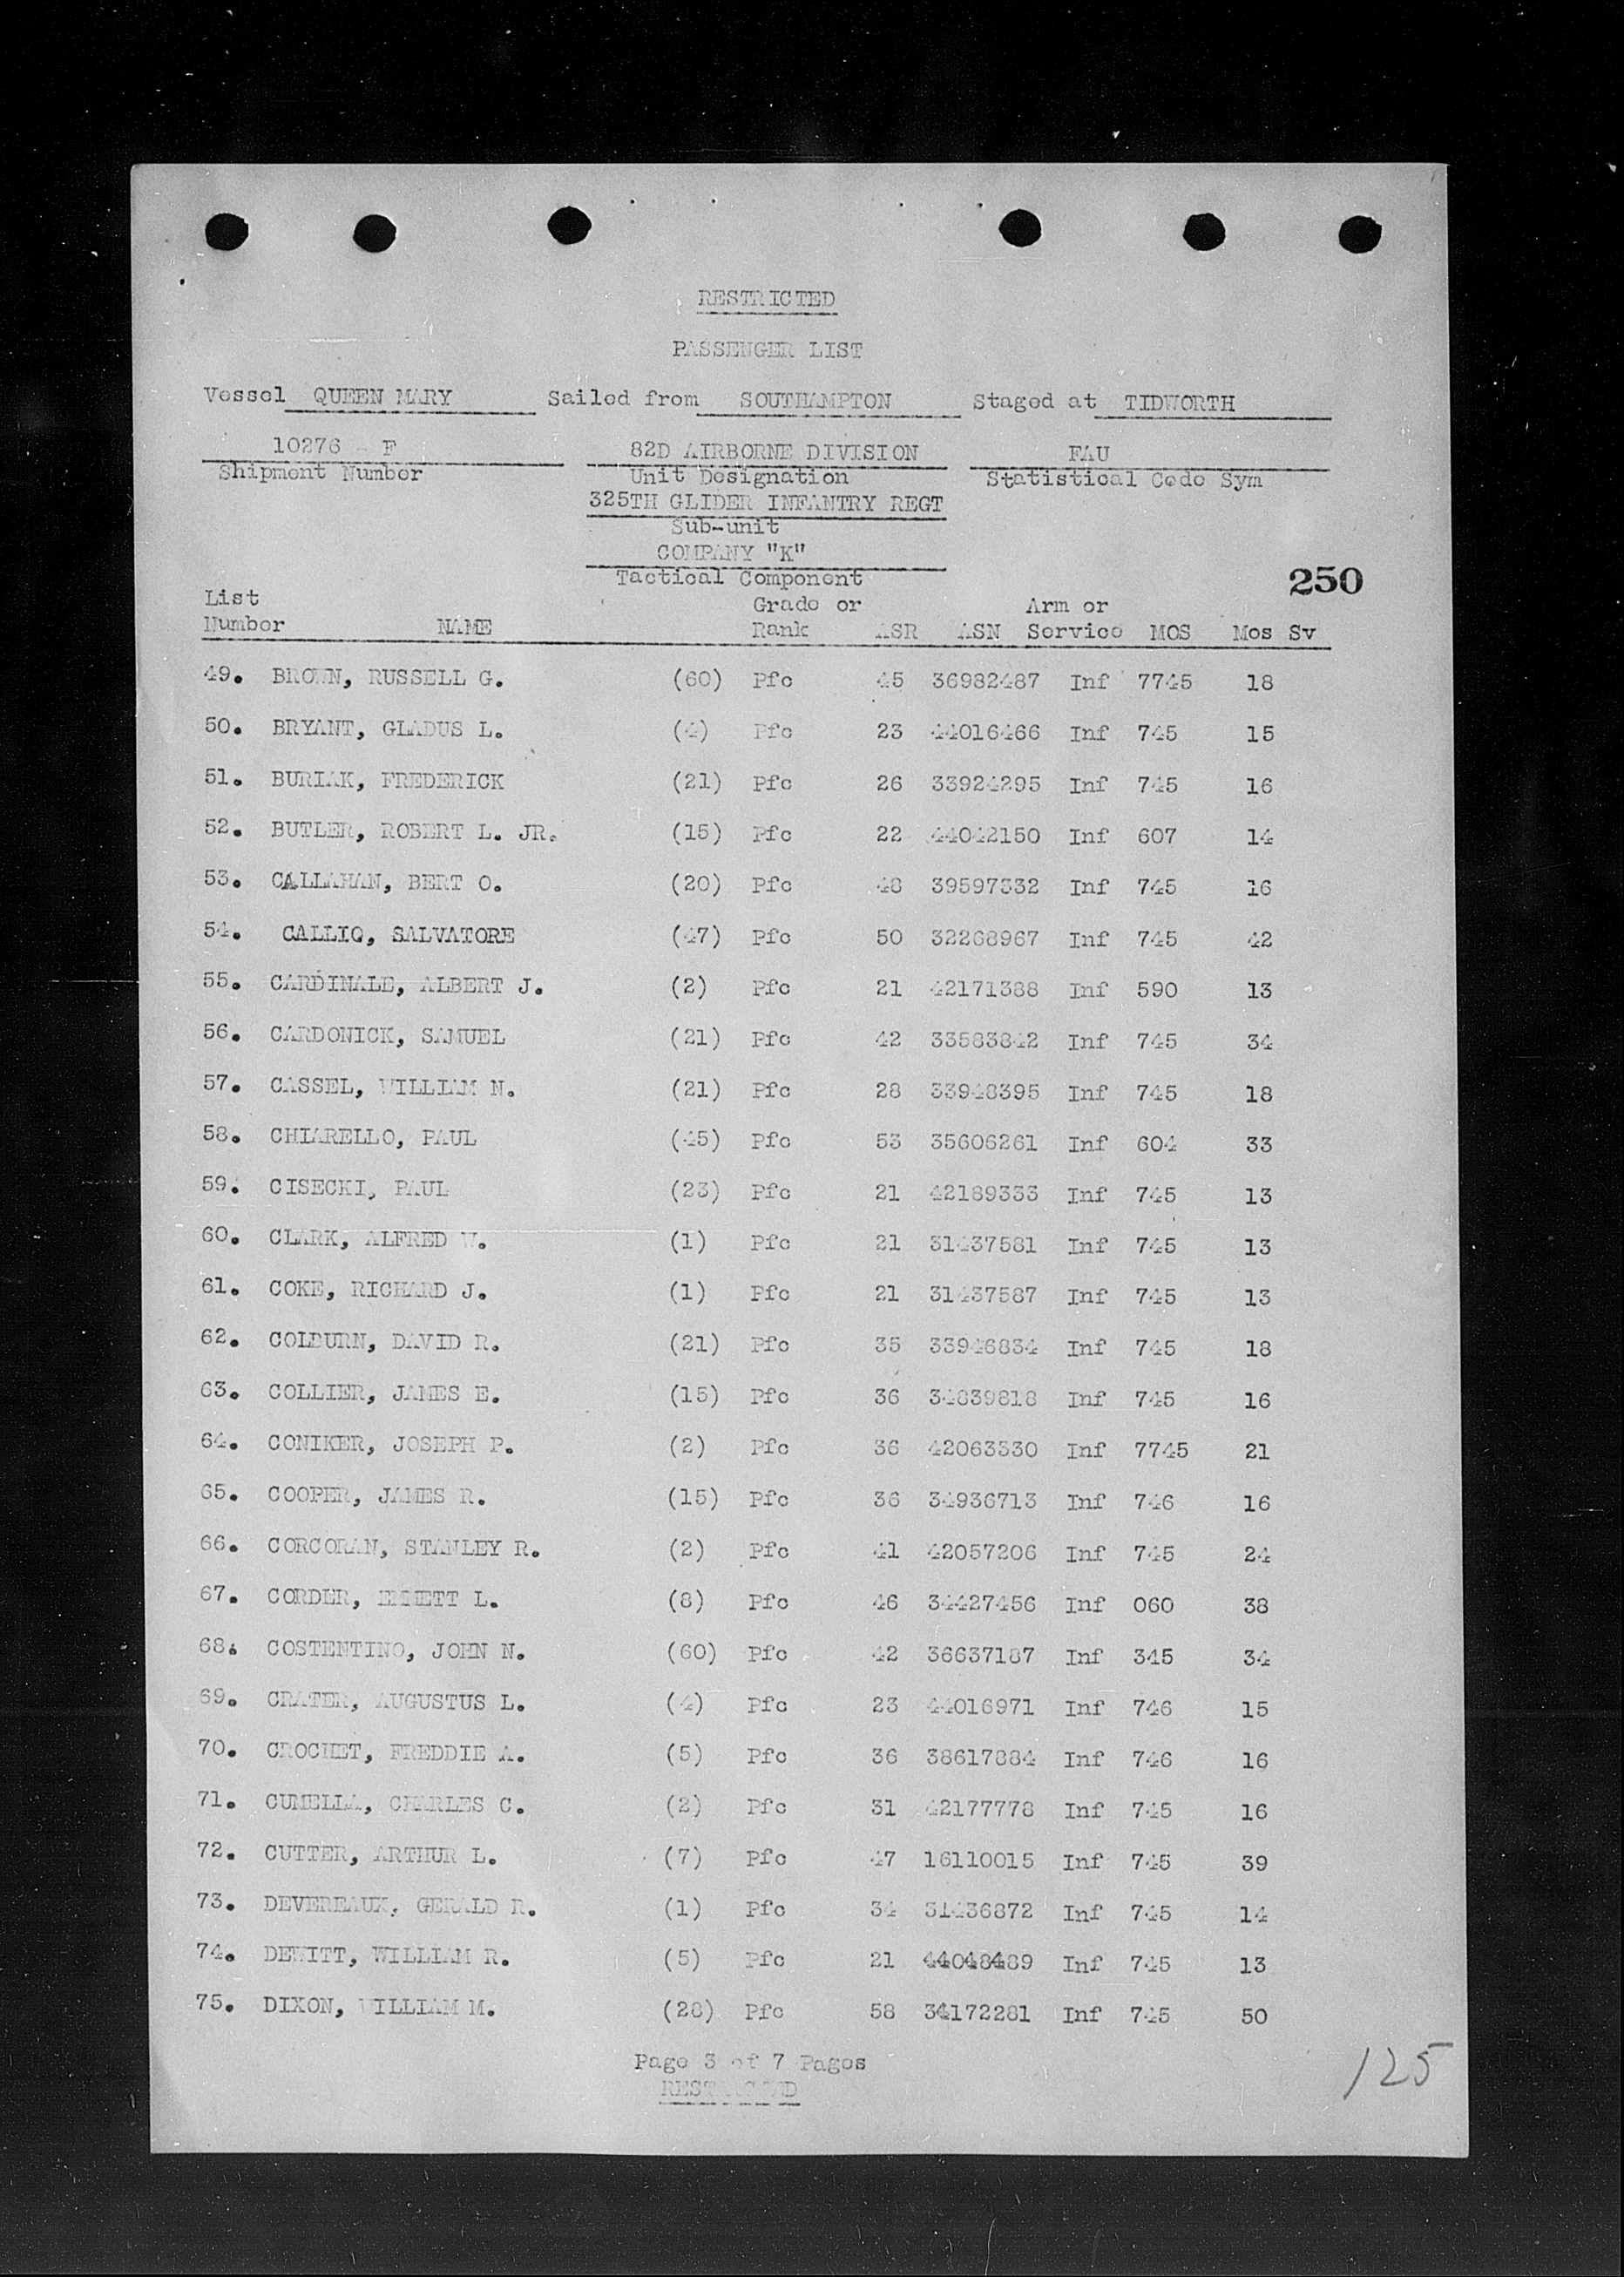 RESTRICTED
PASSENGER LIST
Vessel QUEEN MARY Sailed from SOUTHAMPTON Staged at TIDWORTH
10276 - F 82D AIRBORNE DIVISION FAU
Shipment Number Unit Designation Statistical Code Sym
325TH GLIDER INFANTRY REGT
Sub-unit
COMPANY "K"
Tactical Component
250
List Grade or Arm or
Number NAME Rank ASR ASN Service MOS Mos Sv
49. BROWN, RUSSELL G. (60) Pfc 45 36982487 Inf 7745 18
50. BRYANT, GLADUS L. (4) Pfc 23 44016466 Inf 745 15
51. BURIAK, FREDERICK (21) Pfc 26 33924295 Inf 745 16
52. BUTLER, ROBERT L. JR. (15) Pfc 22 44042150 Inf 607 14
53. CALLAHAN, BERT O. (20) Pfc 48 39597332 Inf 745 16
54. CALLIO, SALVATORE (47) Pfc 50 32268967 Inf 745 42
55. CARDINALE, ALBERT J. (2) Pfc 21 42171388 Inf 590 13
56. CARDONICK, SAMUEL (21) Pfc 42 33583842 Inf 745 34
57. CASSEL, WILLIAM N. (21) Pfc 28 33948395 Inf 745 18
58. CHIARELLO, PAUL (45) Pfc 53 35606261 Inf 604 33
59. CISECKI, PAUL (23) Pfc 21 42189333 Inf 745 13
60. CLARK, ALFRED W. (1) Pfc 21 31437581 Inf 745 13
61. COKE, RICHARD J. (1) Pfc 21 31437587 Inf 745 13
62. COLBURN, DAVID R. (21) Pfc 35 33946834 Inf 745 18
63. COLLIER, JAMES E. (15) Pfc 36 34839818 Inf 745 16
64. CONIKER, JOSEPH P. (2) Pfc 36 42063530 Inf 7745 21
65. COOPER, JAMES R. (15) Pfc 36 34936713 Inf 746 16
66. CORCORAN, STANLEY R. (2) Pfc 41 42057206 Inf 745 24
67. CORDER, EMMETT L. (8) Pfc 46 34427456 Inf 060 38
68. COSTENTINO, JOHN N. (60) Pfc 42 36637187 Inf 345 34
69. CRATER, AUGUSTUS L. (4) Pfc 23 44016971 Inf 746 15
70. CROCHET, FREDDIE A. (5) Pfc 36 38617884 Inf 746 16
71. CUMELLA, CHARLES C. (2) Pfc 31 42177778 Inf 745 16
72. CUTTER, ARTHUR L. (7) Pfc 47 16110015 Inf 745 39
73. DEVEREAUX, GERALD R. (1) Pfc 34 31436872 Inf 745 14
74. DEWITT, WILLIAM R. (5) Pfc 21 44048489 Inf 745 13
75. DIXON, WILLIAM M. (28) Pfc 58 34172281 Inf 745 50
Page 3 of 7 Pages
RESTRICTED
125